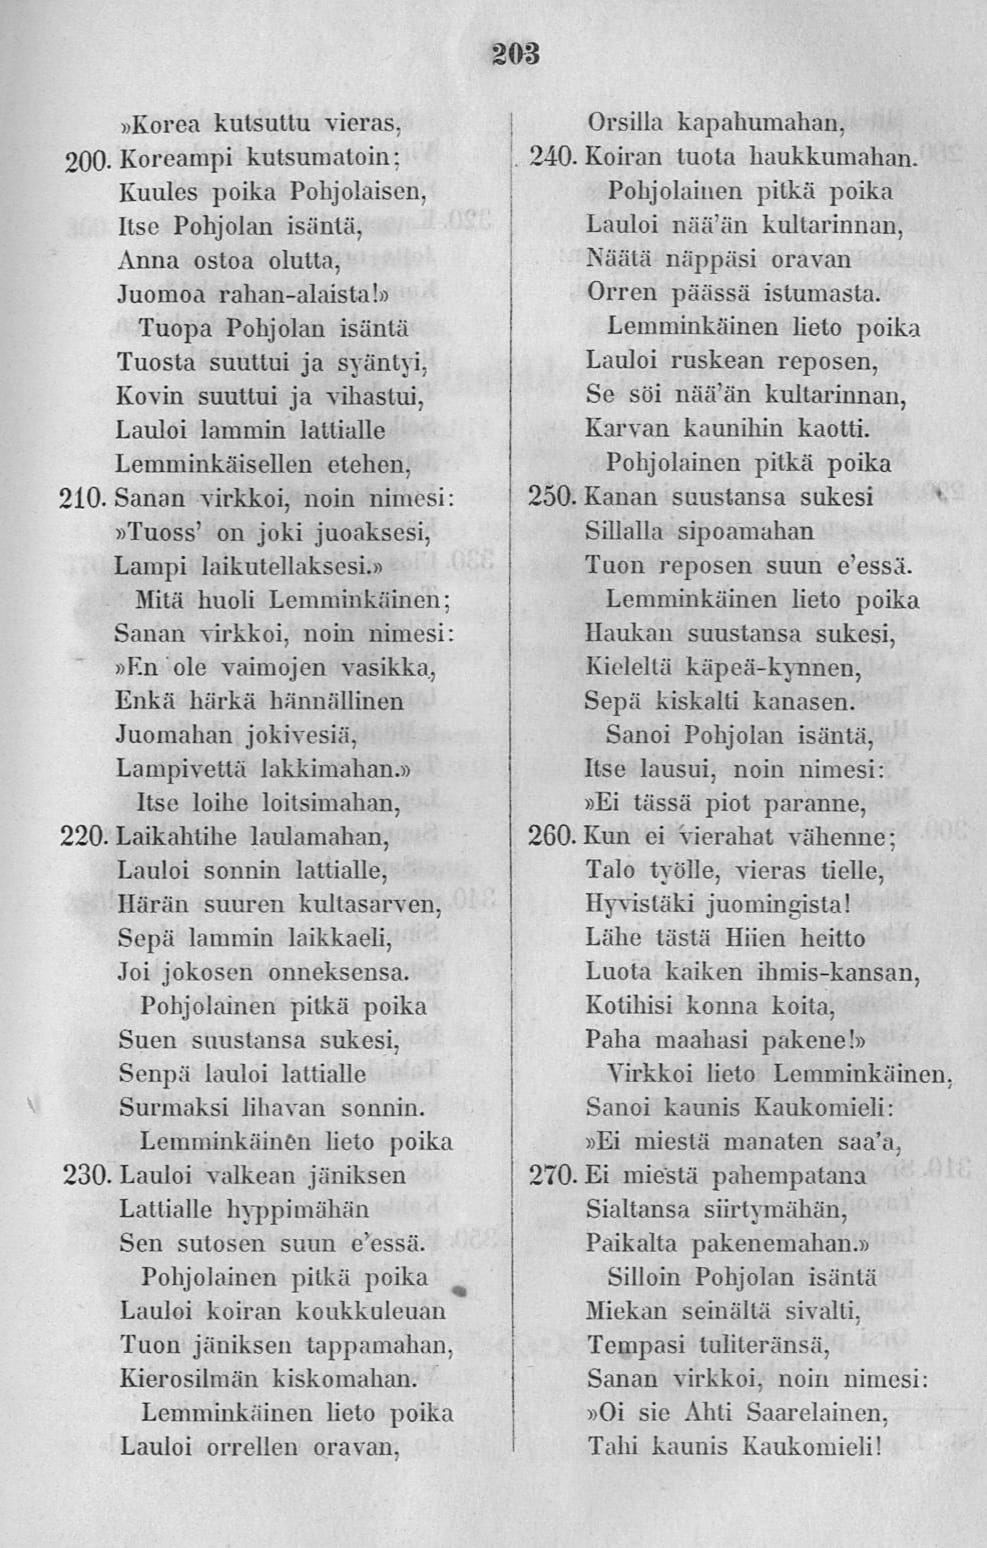 203
»Korea kutsuttu vieras,
200. Koreampi kutsumatoin;
Kuules poika Pohjolaisen,
Itse Pohjolan isäntä,
Anna ostoa olutta,
Juomoa rahan-alaista!»
Tuopa Pohjolan isäntä
Tuosta suuttui ja syäntyi,
Kovin suuttui ja vihastui,
Lauloi lammin lattialle
Lemminkäisellen etehen,
210. Sanan virkkoi, noin nimesi:
»Tuoss' on joki juoaksesi,
Lampi laikutellaksesi.»
Mitä huoli Lemminkäinen;
Sanan virkkoi, noin nimesi:
»En ole vaimojen vasikka,
Enkä härkä hännällinen
Juomahan jokivesiä,
Lampivettä lakkimahan.»
Itse loihe loitsimahan,
220. Laikahtihe laulamahan,
Lauloi sonnin lattialle,
Härän suuren kultasarven,
Sepä lammin laikkaeli,
Joi jokosen onneksensa.
Pohjolainen pitkä poika
Suen suustansa sukesi,
Senpä lauloi lattialle
Surmaksi lihavan sonnin.
Lemminkäinen lieto poika
230. Lauloi valkean jäniksen
Lattialle hyppimähän
Sen sutosen suun e'essä.
Pohjolainen pitkä poika
Lauloi koiran koukkuleuan
Tuon jäniksen tappamahan,
Kierosilmän kiskomahan.
Lemminkäinen lieto poika
Lauloi orrellen oravan,
Orsilla kapahumahan,
240. Koiran tuota haukkumahan.
Pohjolainen pitkä poika
Lauloi nää'än kultarinnan,
Näätä näppäsi oravan
Orren päässä istumasta.
Lemminkäinen lieto poika
Lauloi ruskean reposen,
Se söi nää'än kultarinnan,
Karvan kaunihin kaotti.
Pohjolainen pitkä poika
250. Kanan suustansa sukesi
Sillalla sipoamahan
Tuon reposen suun e'essä.
Lemminkäinen lieto poika
Haukan suustansa sukesi,
Kieleltä käpeä-kynnen,
Sepä kiskalti kanasen.
Sanoi Pohjolan isäntä,
Itse lausui, noin nimesi:
»Ei tässä piot paranne,
260. Kun ei vierahat vähenne;
Talo työlle, vieras tielle,
Hyvistäki juomingista!
Lähe tästä Hiien heitto
Luota kaiken ihmis-kansan,
Kotihisi konna koita,
Paha maahasi pakene!»
Virkkoi lieto Lemminkäinen,
Sanoi kaunis Kaukomieli:
»Ei miestä manaten saa'a,
270. Ei miestä pahempatana
Sialtansa siirtymähän,
Paikalta pakenemahan.»
Silloin Pohjolan isäntä
Miekan seinältä sivalti,
Tempasi tuliteränsä,
Sanan virkkoi, noin nimesi:
»Oi sie Ahti Saarelainen,
Tahi kaunis Kaukomieli!